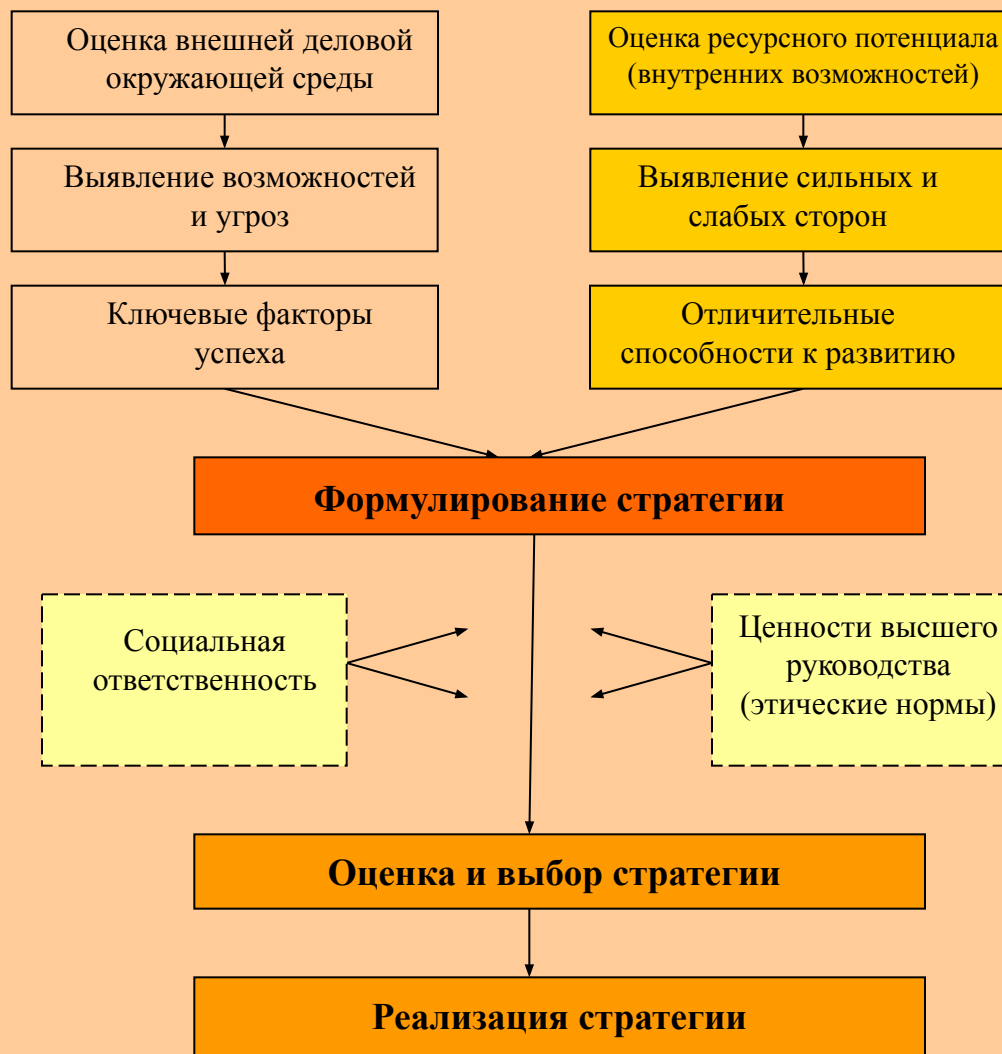 Оценка внешней деловой
окружающей среды
Оценка ресурсного потенциала
(внутренних возможностей)
Выявление возможностей
и угроз
Выявление сильных и
слабых сторон
Ключевые факторы
успеха
Отличительные
способности к развитию
Формулирование стратегии
Социальная
ответственность
Ценности высшего
руководства
(этические нормы)
Оценка и выбор стратегии
Реализация стратегии